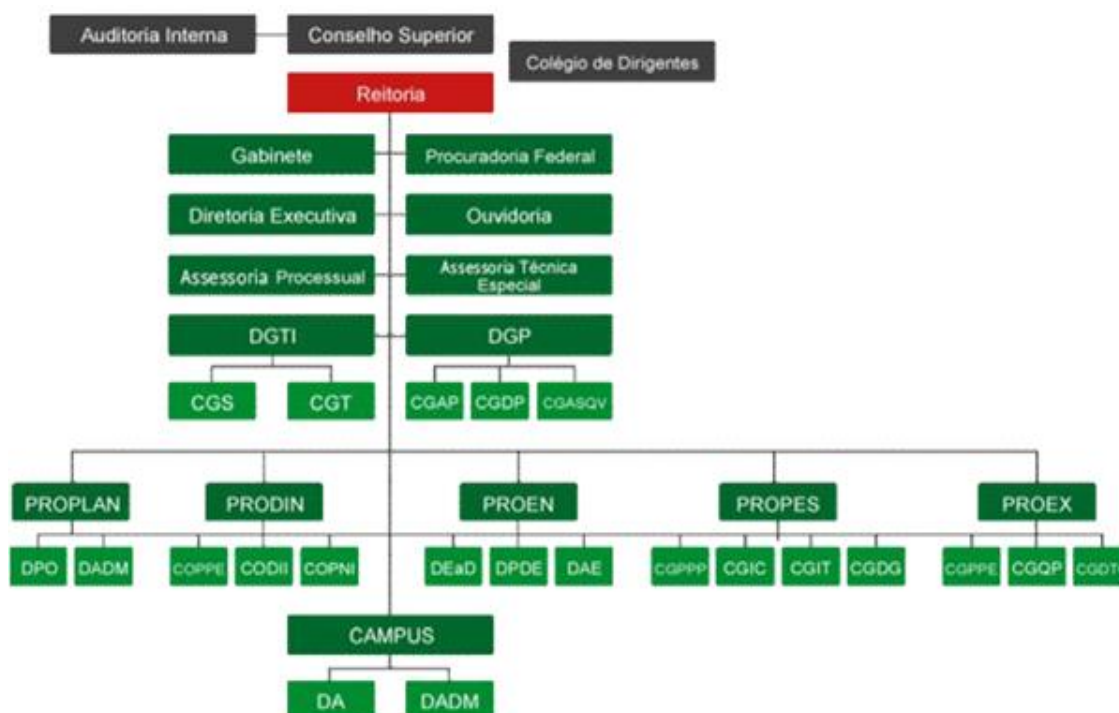 Auditoria Interna
Conselho Superior
Colégio de Dirigentes
Reitoria
Gabinete
Procuradoria Federal
Diretoria Executiva
Ouvidoria
Assessoria Processual
Assessoria Técnica
Especial
DGTI
DGP
CGS
CGT
CGAP
CGDP
CGASQV
PROPLAN
PRODIN
PROEN
PROPES
PROEX
DPO
DADM
COPPE
CODII
COPNI
DEaD
DPDE
DAE
CGPPP
CGIC
CGIT
CGDG
CGPPE
CGQP
CAMPUS
DA
DADM